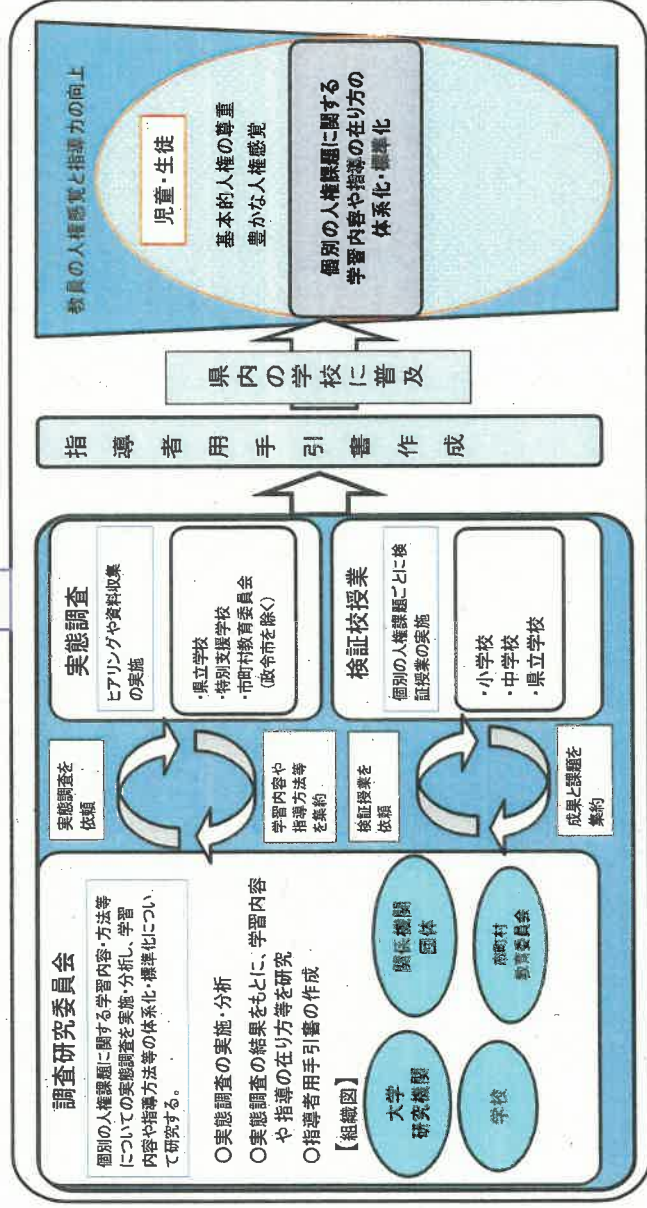 調査研究委員会
個別の人権課題に関する学習内容・方法等
についての実態調査を実施・分析し、学習
内容や指導方法等の体系化・標準化につい
て研究する。
○実態調査の実施・分析
○実態調査の結果をもとに、学習内容
や指導の在り方等を研究
○指導者用手引書の作成
【組織図】
大学
研究機関
関係機関
団体
学校
市町村
教育委員会
実態調査を
依頼
学習内容や
指導方法等
を集約
検証授業を
依頼
成果と課題を
集約
実態調査
ヒアリングや資料収集
の実施
・県立学校
・特別支援学校
・市町村教育委員会
(政令市を除く)
検証校授業
個別の人権課題ごとに検
証授業の実施
・小学校
・中学校
・県立学校
指導者用手引書作成
県内の学校に普及
教員の人権感覚と指導力の向上
児童・生徒
基本的人権の尊重
豊かな人権感覚
個別の人権課題に関する
学習内容や指導の在り方の
体系化・標準化